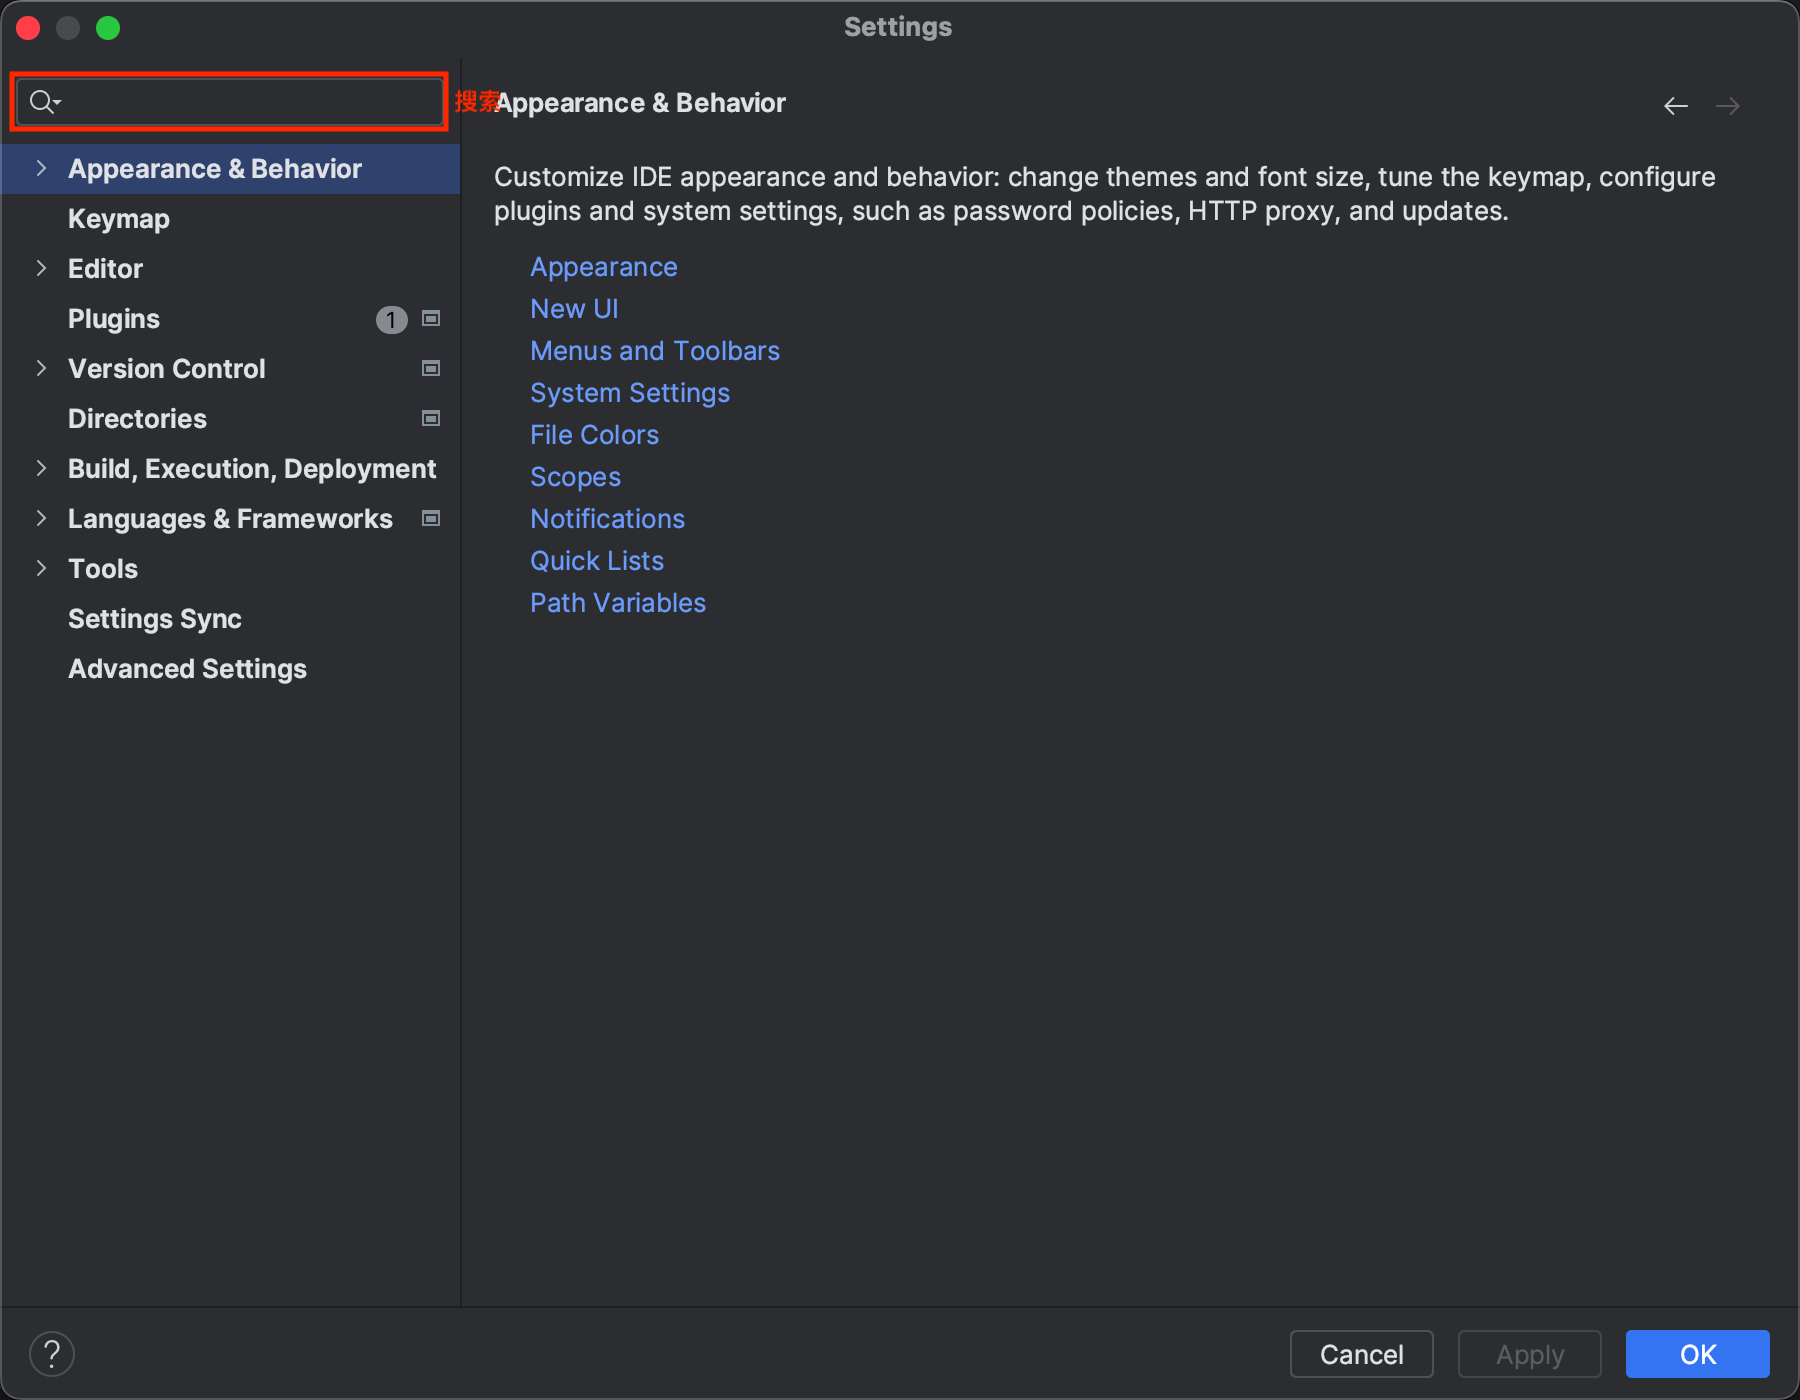 Settings
搜索
Appearance & Behavior
Keymap
Editor
Plugins 1
Version Control
Directories
Build, Execution, Deployment
Languages & Frameworks
Tools
Settings Sync
Advanced Settings
Appearance & Behavior
Customize IDE appearance and behavior: change themes and font size, tune the keymap, configure
plugins and system settings, such as password policies, HTTP proxy, and updates.
Appearance
New UI
Menus and Toolbars
System Settings
File Colors
Scopes
Notifications
Quick Lists
Path Variables
?
Cancel
Apply
OK